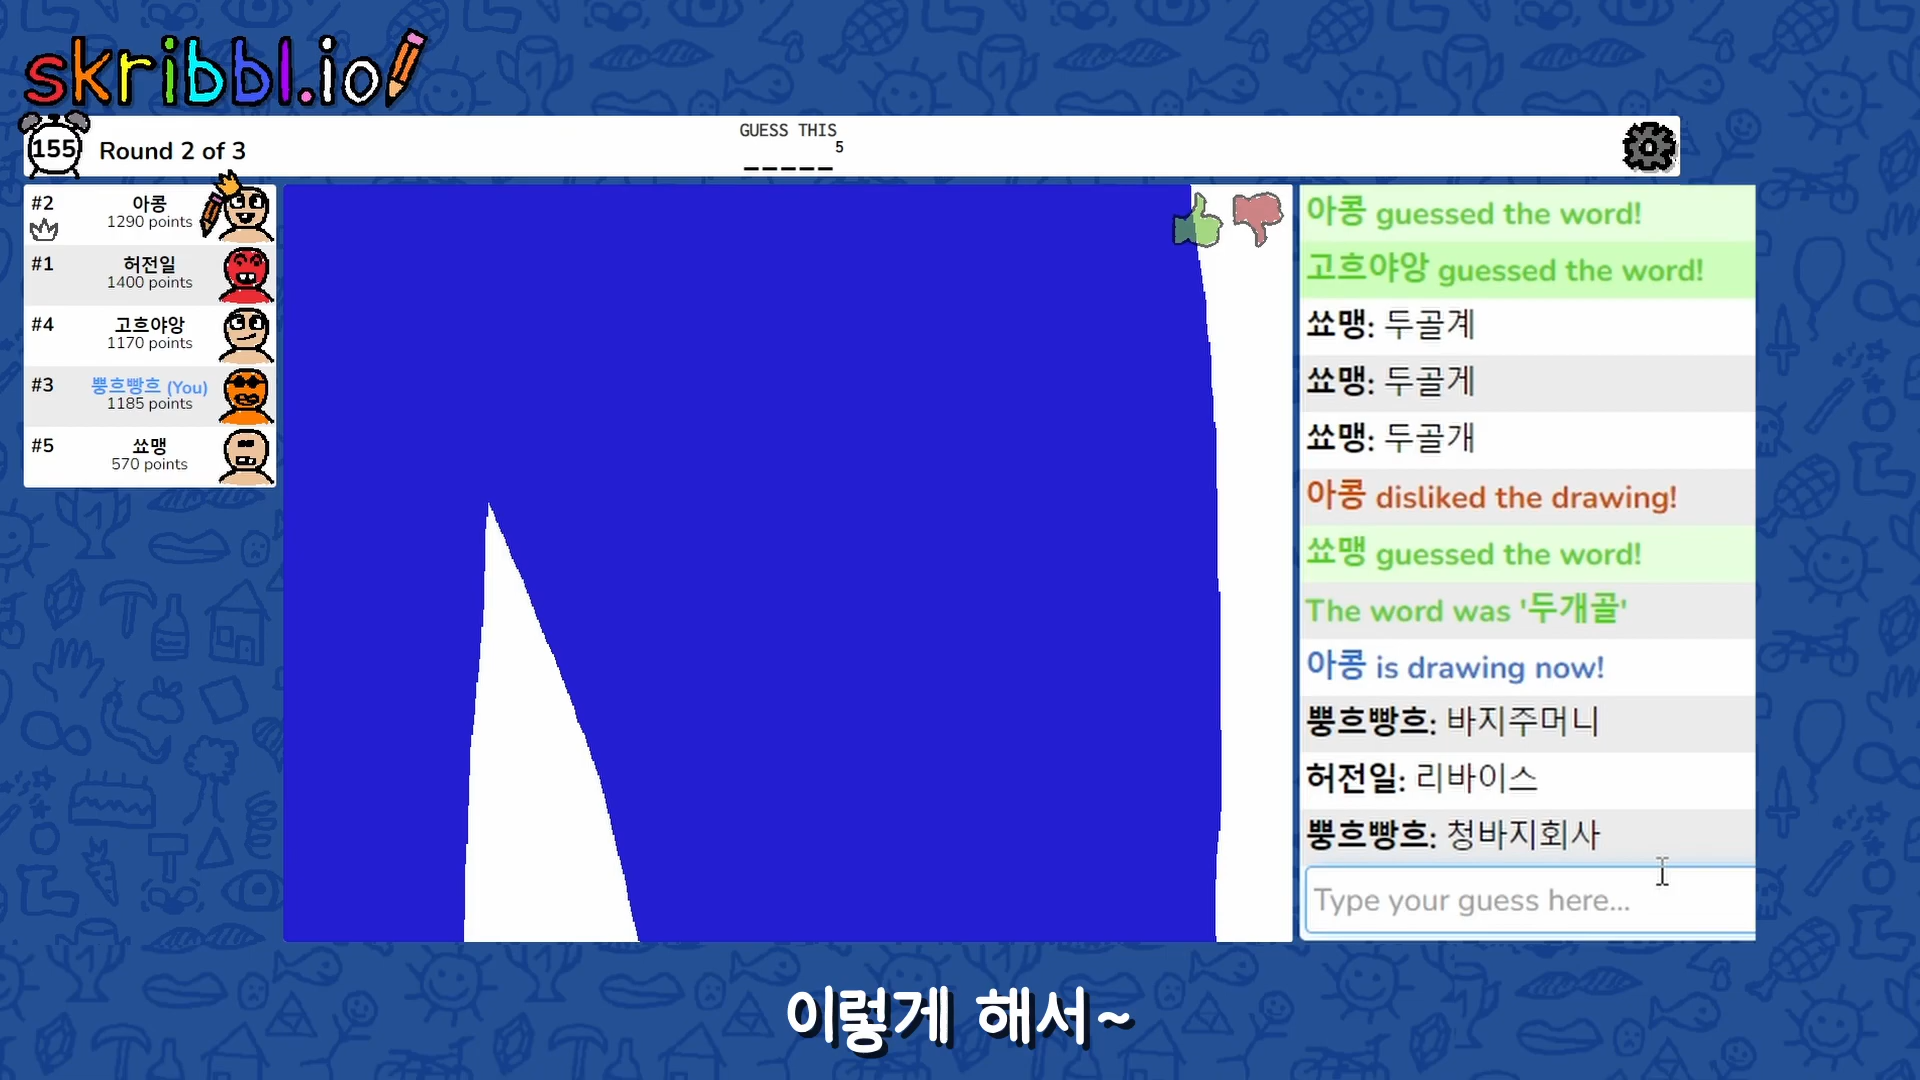 skribbl.io
155
Round 2 of 3
GUESS THIS
_____ 5
#2
아콩
1290 points
#1
허전일
1400 points
#4
고흐야앙
1170 points
#3
뿡흐빵흐 (You)
1185 points
#5
쑈맹
570 points
아콩 guessed the word!
고흐야앙 guessed the word!
쑈맹: 두골계
쑈맹: 두골게
쑈맹: 두골개
아콩 disliked the drawing!
쑈맹 guessed the word!
The word was '두개골'
아콩 is drawing now!
뿡흐빵흐: 바지주머니
허전일: 리바이스
뿡흐빵흐: 청바지회사
Type your guess here...
이렇게 해서~